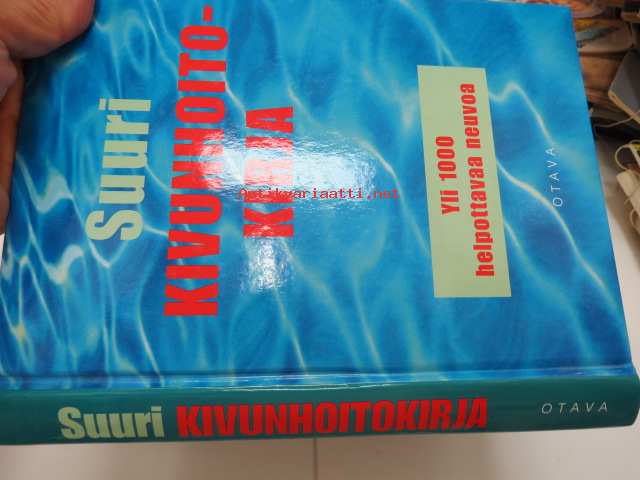 Suuri
KIVUNHOITO-
KIRJA
Yli 1000
helpottavaa neuvoa
OTAVA
Antikvariaatti.net
Suuri KIVUNHOITOKIRJA OTAVA